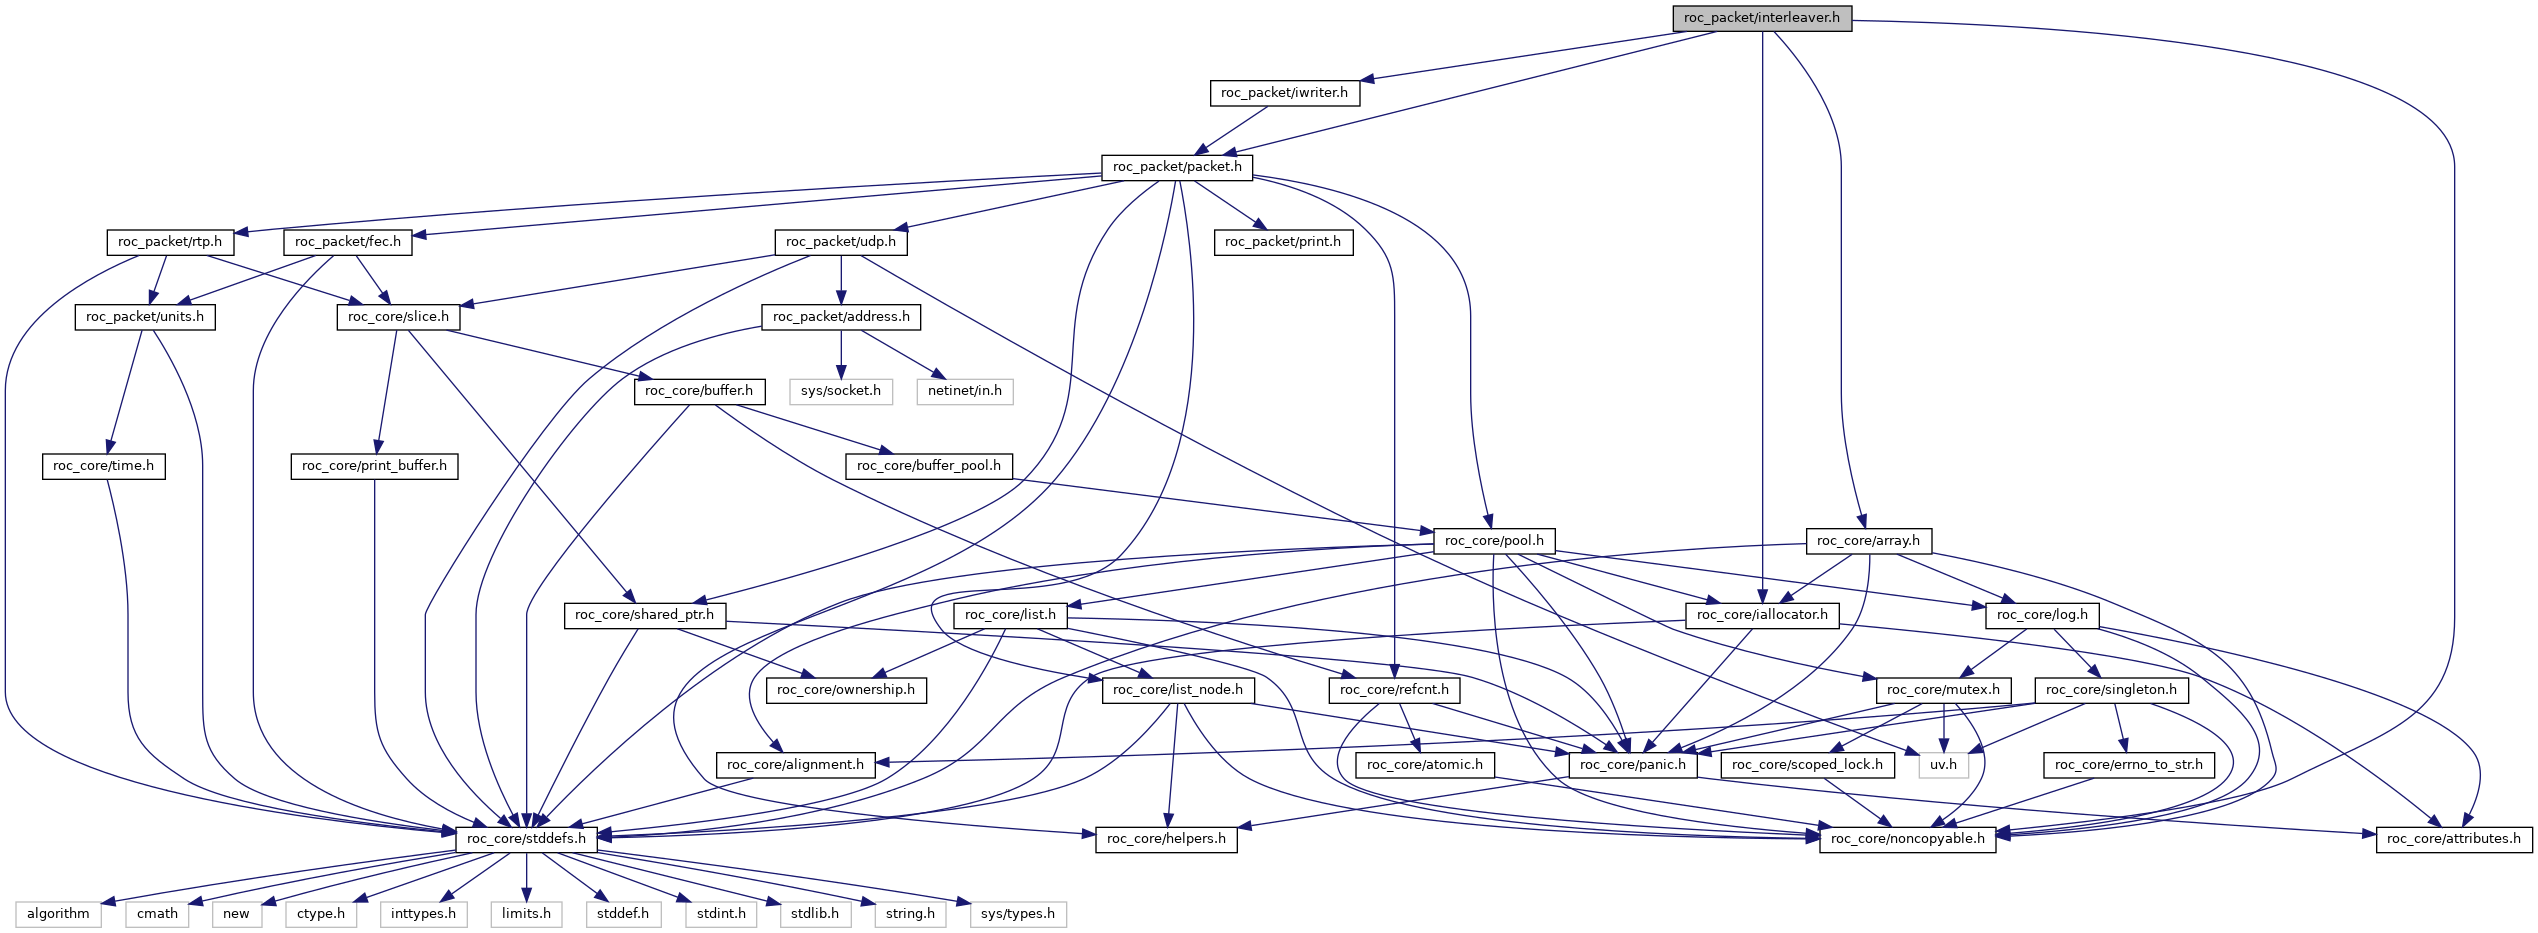 roc_packet/interleaver.h
roc_packet/iwriter.h
roc_packet/packet.h
roc_packet/rtp.h
roc_packet/fec.h
roc_packet/udp.h
roc_packet/print.h
roc_packet/units.h
roc_core/slice.h
roc_packet/address.h
roc_core/buffer.h
sys/socket.h
netinet/in.h
roc_core/time.h
roc_core/print_buffer.h
roc_core/buffer_pool.h
roc_core/pool.h
roc_core/array.h
roc_core/shared_ptr.h
roc_core/list.h
roc_core/iallocator.h
roc_core/log.h
roc_core/ownership.h
roc_core/list_node.h
roc_core/refcnt.h
roc_core/mutex.h
roc_core/singleton.h
roc_core/alignment.h
roc_core/atomic.h
roc_core/panic.h
roc_core/scoped_lock.h
uv.h
roc_core/errno_to_str.h
roc_core/stddefs.h
roc_core/helpers.h
roc_core/noncopyable.h
roc_core/attributes.h
algorithm
cmath
new
ctype.h
inttypes.h
limits.h
stddef.h
stdint.h
stdlib.h
string.h
sys/types.h